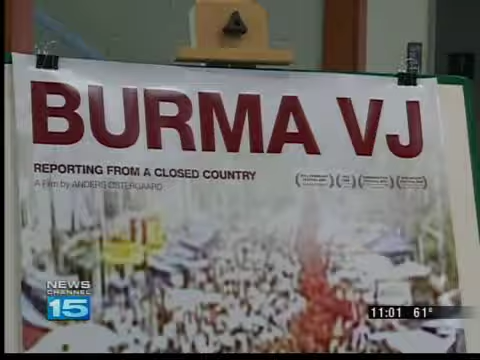 BURMA VJ
REPORTING FROM A CLOSED COUNTRY
A Film by ANDERS ØSTERGAARD
NEWS
CHANNEL
15
11:01 61°